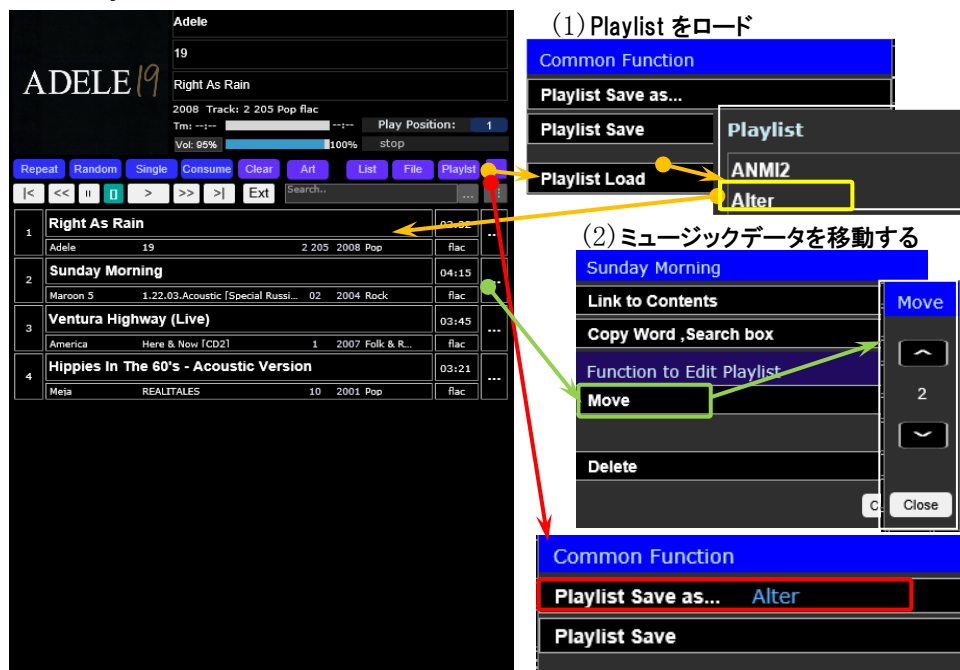 Adele
19
ADELE 19
Right As Rain
2008 Track: 2 205 Pop flac
Tm: --:-- --:-- Play Position: 1
Vol: 95% 100% stop
Repeat Random Single Consume Clear Art List File Playlst
|< << II [] > >> >| Ext Search.. ...
1 Right As Rain 03:32 ...
Adele 19 2 205 2008 Pop flac
2 Sunday Morning 04:15 ...
Maroon 5 1.22.03.Acoustic [Special Russi... 02 2004 Rock flac
3 Ventura Highway (Live) 03:45 ...
America Here & Now [CD2] 1 2007 Folk & R... flac
4 Hippies In The 60's - Acoustic Version 03:21 ...
Meja REALITALES 10 2001 Pop flac
(1) Playlist をロード
Common Function
Playlist Save as...
Playlist Save
Playlist Load
Playlist
ANMI2
Alter
(2) ミュージックデータを移動する
Sunday Morning
Link to Contents
Copy Word ,Search box
Function to Edit Playlist
Move
Delete
Move
2
Close
Common Function
Playlist Save as... Alter
Playlist Save